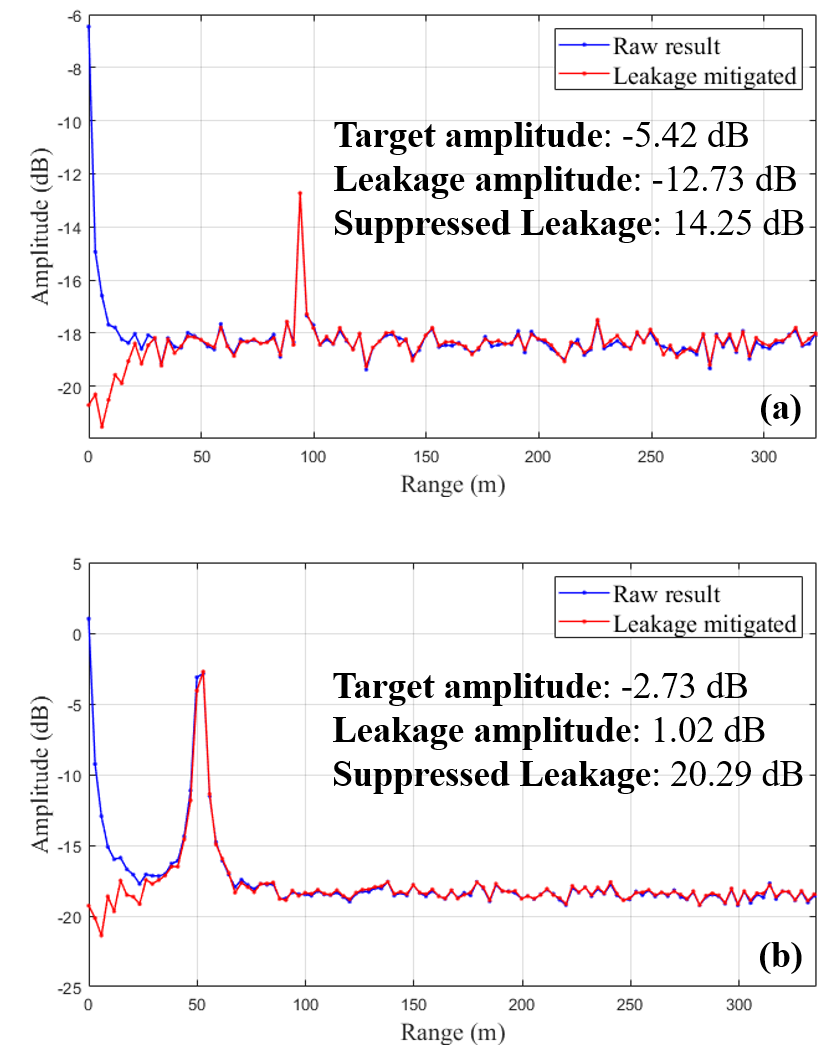 -6
Raw result
Leakage mitigated
-8
-10
Target amplitude: -5.42 dB
-12
Leakage amplitude: -12.73 dB
Suppressed Leakage: 14.25 dB
-14
Amplitude (dB)
-16
-18
-20
(a)
0 50 100 150 200 250 300
Range (m)
5
Raw result
Leakage mitigated
0
Target amplitude: -2.73 dB
-5
Leakage amplitude: 1.02 dB
Suppressed Leakage: 20.29 dB
-10
Amplitude (dB)
-15
-20
(b)
-25
0 50 100 150 200 250 300
Range (m)